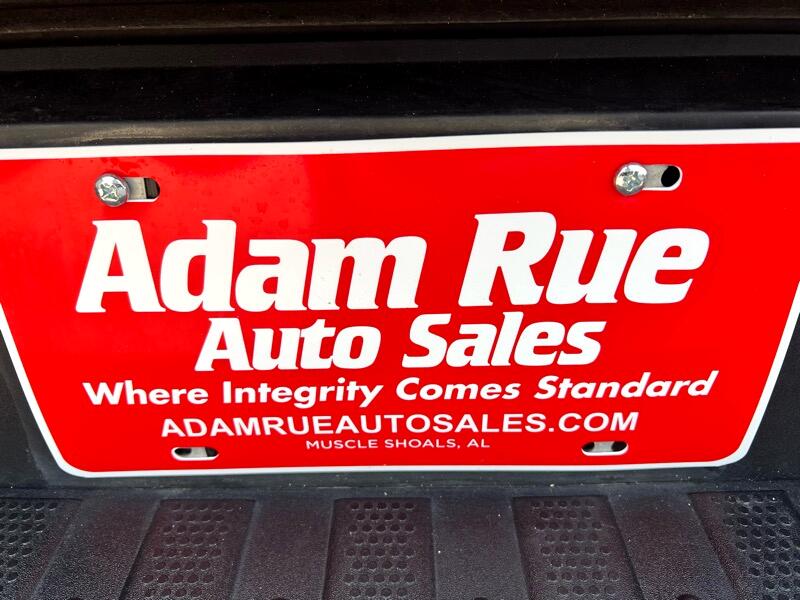 Adam Rue
Auto Sales
Where Integrity Comes Standard
ADAMRUEAUTOSALES.COM
MUSCLE SHOALS, AL